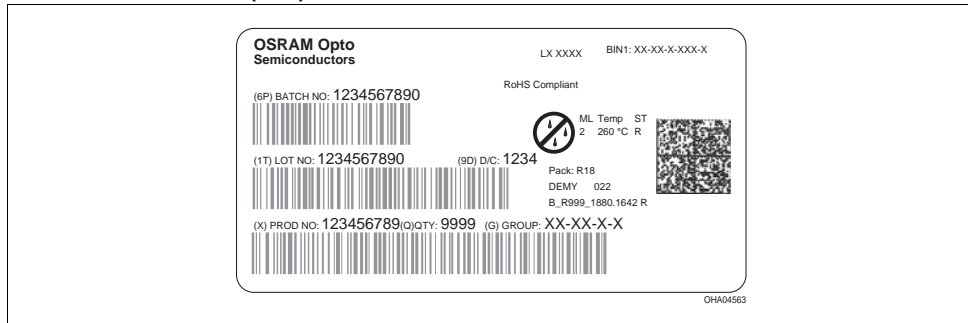 OSRAM Opto
Semiconductors
LX XXXX
BIN1: XX-XX-X-XXX-X
RoHS Compliant
(6P) BATCH NO: 1234567890
ML Temp ST
2 260 °C R
(1T) LOT NO: 1234567890 (9D) D/C: 1234
Pack: R18
DEMY 022
B_R999_1880.1642 R
(X) PROD NO: 123456789(Q)QTY: 9999 (G) GROUP: XX-XX-X-X
OHA04563